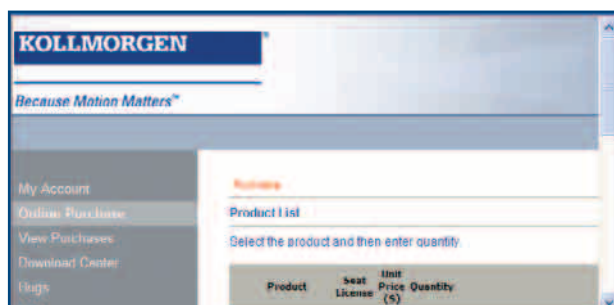 KOLLMORGEN
Because Motion Matters™
My Account
Online Purchase
View Purchases
Download Center
Bugs
Product List
Select the product and then enter quantity
Product
Seat License
Unit Price ($)
Quantity